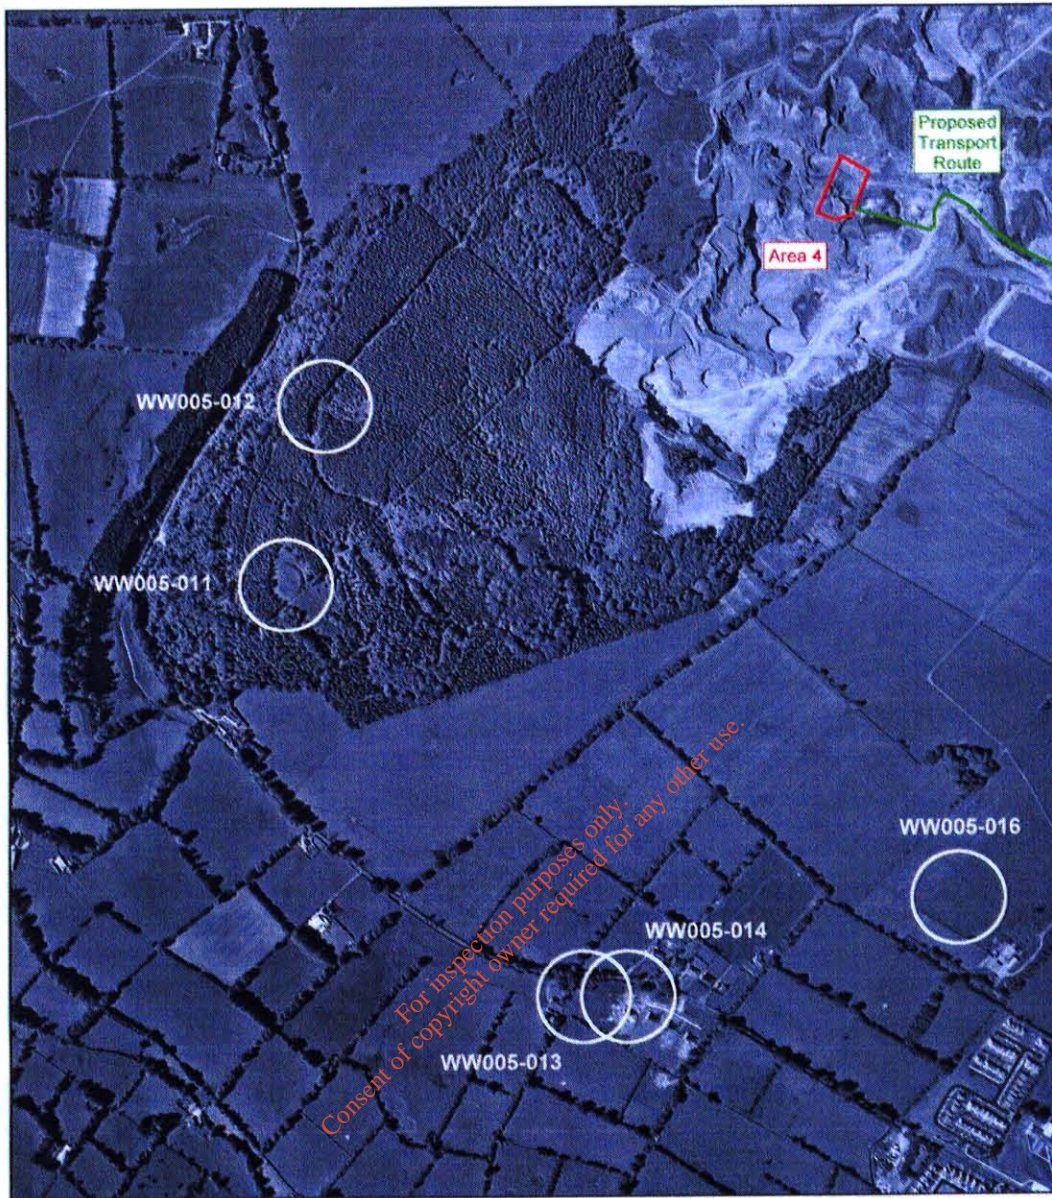 Proposed
Transport
Route
Area 4
WW005-012
WW005-011
WW005-016
WW005-014
WW005-013
For inspection purposes only.
Consent of copyright owner required for any other use.